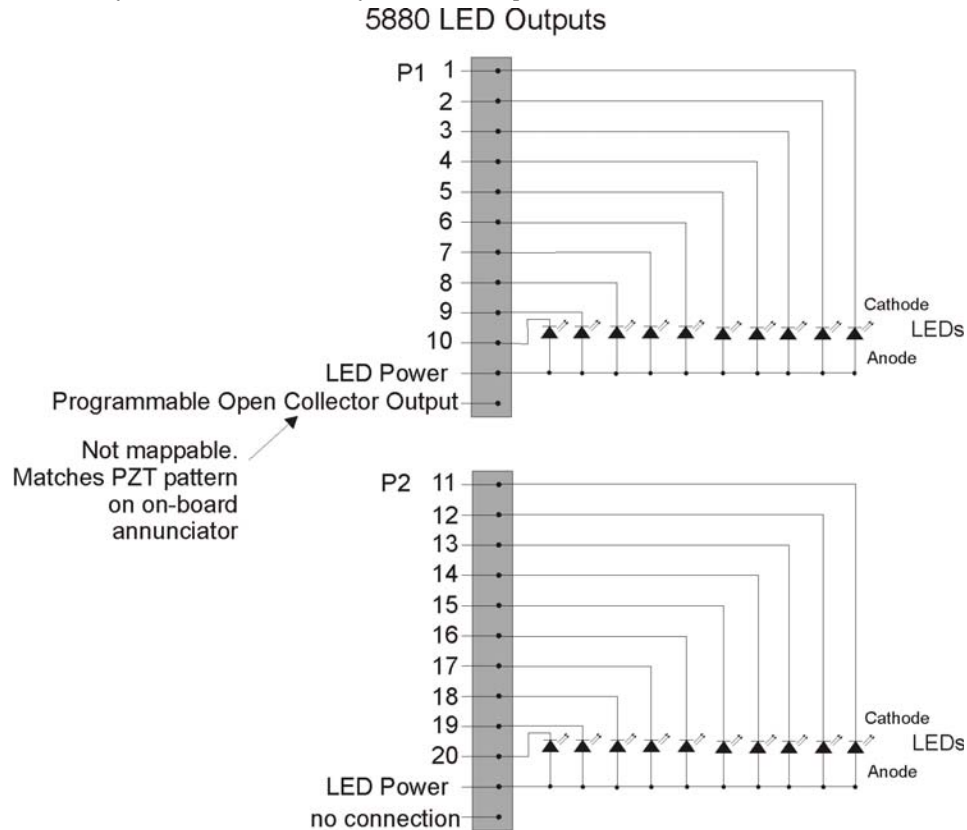 5880 LED Outputs
P1 1
2
3
4
5
6
7
8
9
10
Cathode
LEDs
Anode
LED Power
Programmable Open Collector Output
Not mappable.
Matches PZT pattern
on on-board
annunciator
P2 11
12
13
14
15
16
17
18
19
20
Cathode
LEDs
Anode
LED Power
no connection